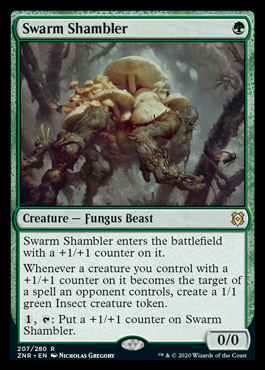 Swarm Shambler
Creature — Fungus Beast
Swarm Shambler enters the battlefield
with a +1/+1 counter on it.
Whenever a creature you control with a
+1/+1 counter on it becomes the target of
a spell an opponent controls, create a 1/1
green Insect creature token.
1, : Put a +1/+1 counter on Swarm
Shambler.
0/0
207/280 R
ZNR • EN Nicholas Gregory
™ & © 2020 Wizards of the Coast